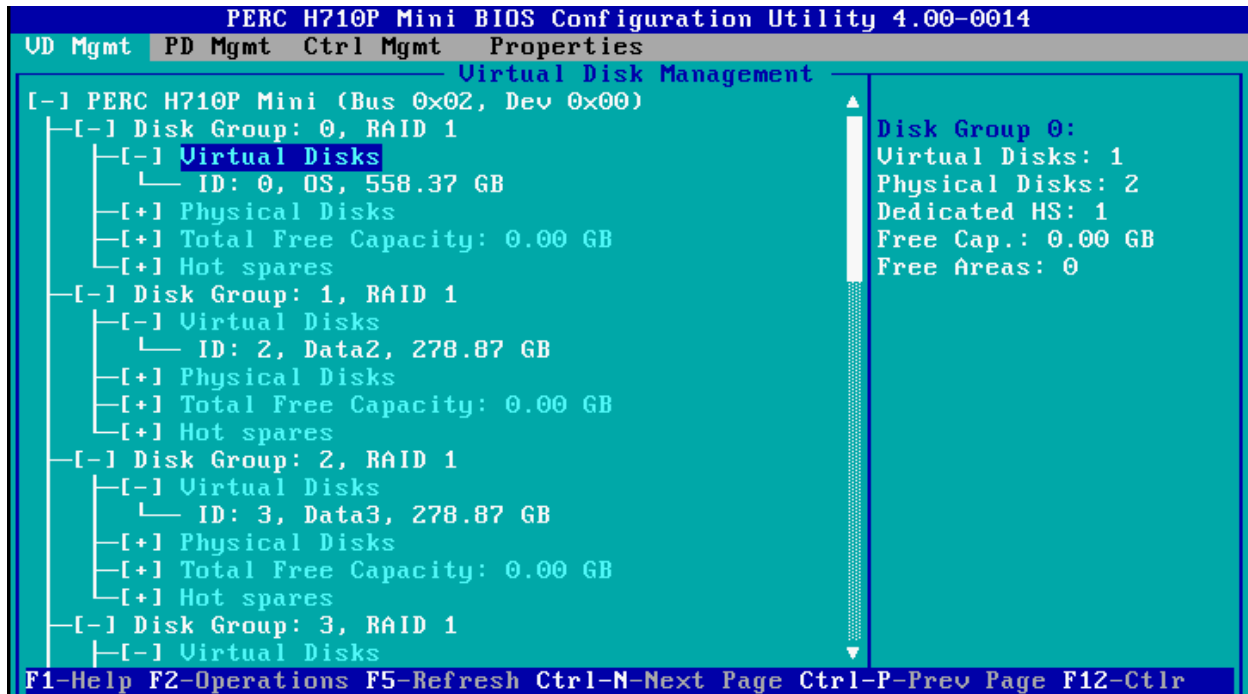 PERC H710P Mini BIOS Configuration Utility 4.00-0014
VD Mgmt PD Mgmt Ctrl Mgmt Properties
Virtual Disk Management
[-] PERC H710P Mini (Bus 0x02, Dev 0x00)
[-] Disk Group: 0, RAID 1
[-] Virtual Disks
ID: 0, OS, 558.37 GB
[+] Physical Disks
[+] Total Free Capacity: 0.00 GB
[+] Hot spares
[-] Disk Group: 1, RAID 1
[-] Virtual Disks
ID: 2, Data2, 278.87 GB
[+] Physical Disks
[+] Total Free Capacity: 0.00 GB
[+] Hot spares
[-] Disk Group: 2, RAID 1
[-] Virtual Disks
ID: 3, Data3, 278.87 GB
[+] Physical Disks
[+] Total Free Capacity: 0.00 GB
[+] Hot spares
[-] Disk Group: 3, RAID 1
[-] Virtual Disks
Disk Group 0:
Virtual Disks: 1
Physical Disks: 2
Dedicated HS: 1
Free Cap.: 0.00 GB
Free Areas: 0
F1-Help F2-Operations F5-Refresh Ctrl-N-Next Page Ctrl-P-Prev Page F12-Ctlr